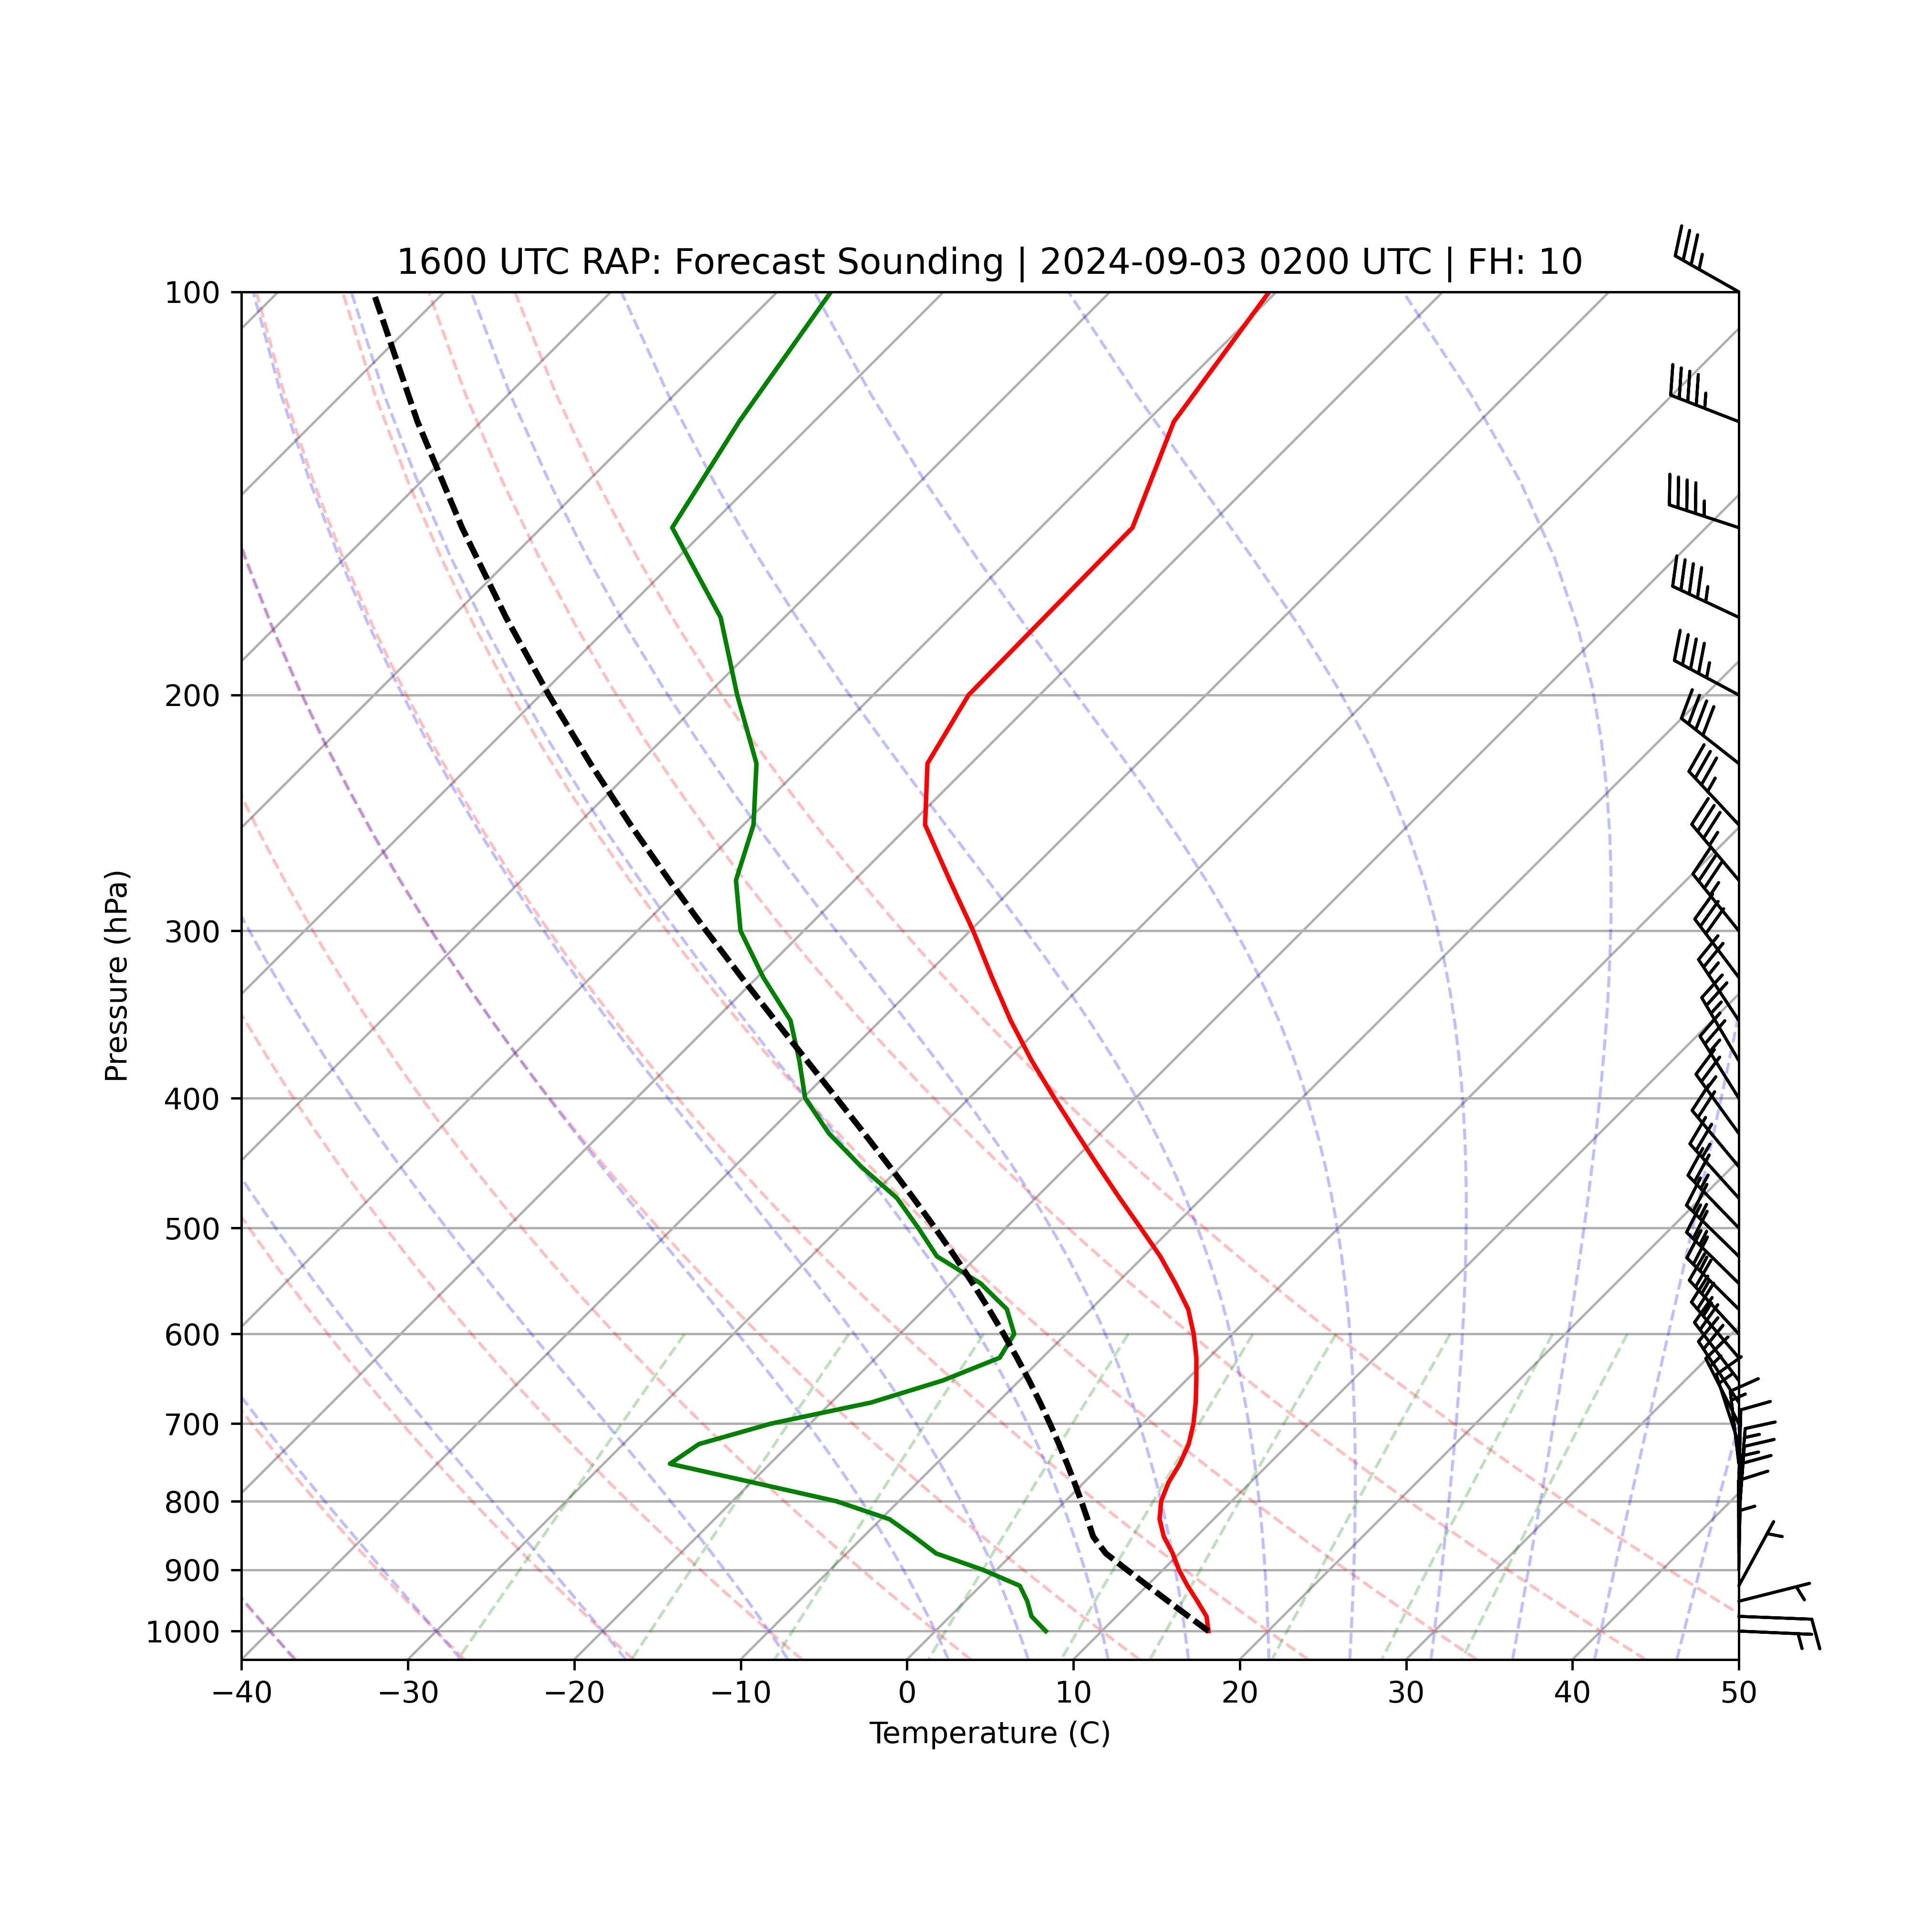 1600 UTC RAP: Forecast Sounding | 2024-09-03 0200 UTC | FH: 10
100
200
300
400
500
600
700
800
900
1000
Pressure (hPa)
−40 −30 −20 −10 0 10 20 30 40 50
Temperature (C)